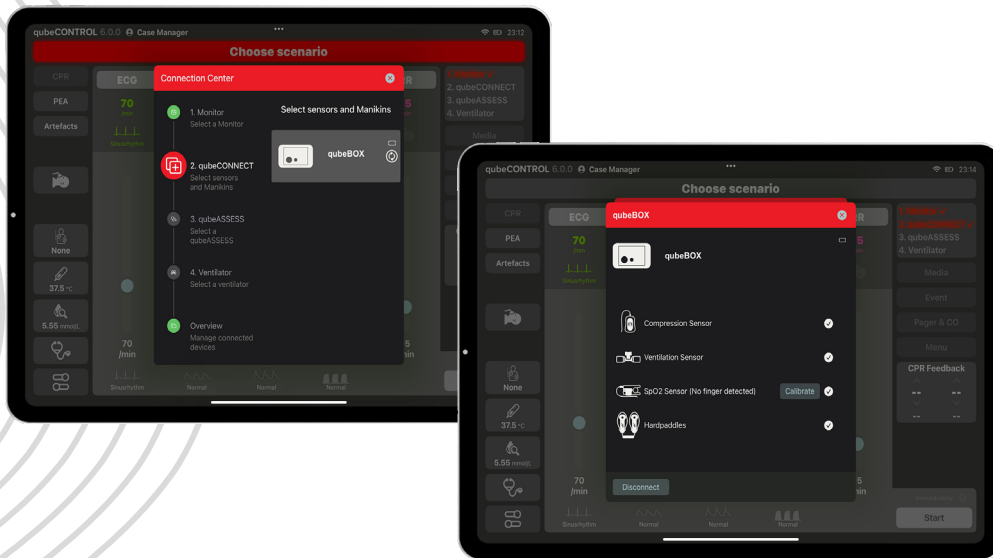 qubeCONTROL 6.0.0 Case Manager
23:12
Choose scenario
CPR
PEA
Artefacts
None
37.5 °C
5.55 mmol/L
ECG
70
/min
Sinusrhythm
70
/min
Sinusrhythm
Normal
Normal
Normal
Connection Center
1. Monitor
Select a Monitor
2. qubeCONNECT
Select sensors
and Manikins
3. qubeASSESS
Select a
qubeASSESS
4. Ventilator
Select a ventilator
Overview
Manage connected
devices
Select sensors and Manikins
qubeBOX
2. qubeCONNECT
3. qubeASSESS
4. Ventilator
Media
qubeCONTROL 6.0.0 Case Manager
23:14
Choose scenario
CPR
PEA
Artefacts
None
37.5 °C
5.55 mmol/L
ECG
70
/min
Sinusrhythm
70
/min
Sinusrhythm
Normal
Normal
Normal
qubeBOX
qubeBOX
Compression Sensor
Ventilation Sensor
SpO2 Sensor (No finger detected)
Calibrate
Hardpaddles
Disconnect
3. qubeASSESS
4. Ventilator
Media
Event
Pager & CO
Menu
CPR Feedback
-- --
-- --
Start